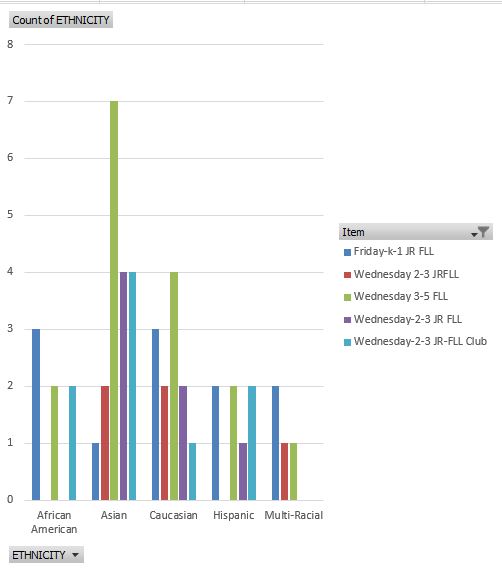 Count of ETHNICITY
8
7
6
5
4
3
2
1
0
African American
Asian
Caucasian
Hispanic
Multi-Racial
Item
Friday-k-1 JR FLL
Wednesday 2-3 JRFLL
Wednesday 3-5 FLL
Wednesday-2-3 JR FLL
Wednesday-2-3 JR-FLL Club
ETHNICITY